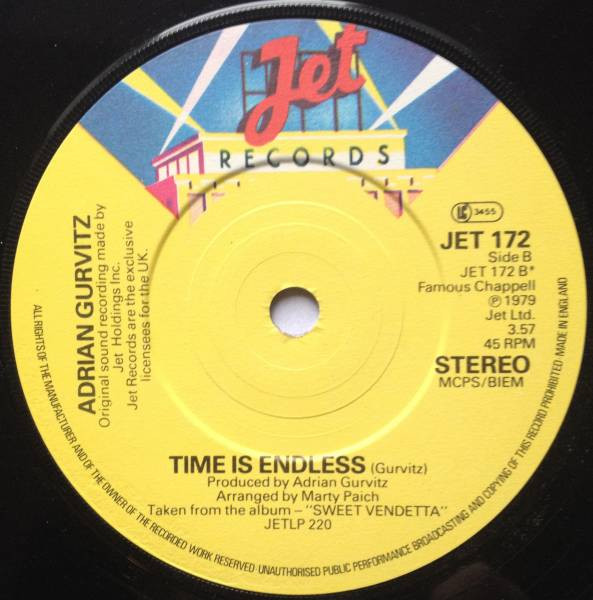 Jet
RECORDS
ADRIAN GURVITZ
Original sound recording made by
Jet Holdings Inc.
Jet Records are the exclusive
licensees for the UK.
LC 3455
JET 172
Side B
JET 172 B*
Famous Chappell
℗ 1979
Jet Ltd.
3.57
45 RPM
STEREO
MCPS/BIEM
TIME IS ENDLESS (Gurvitz)
Produced by Adrian Gurvitz
Arranged by Marty Paich
Taken from the album – "SWEET VENDETTA"
JETLP 220
ALL RIGHTS OF THE MANUFACTURER AND OF THE OWNER OF THE RECORDED WORK RESERVED · UNAUTHORISED PUBLIC PERFORMANCE BROADCASTING AND COPYING OF THIS RECORD PROHIBITED MADE IN ENGLAND